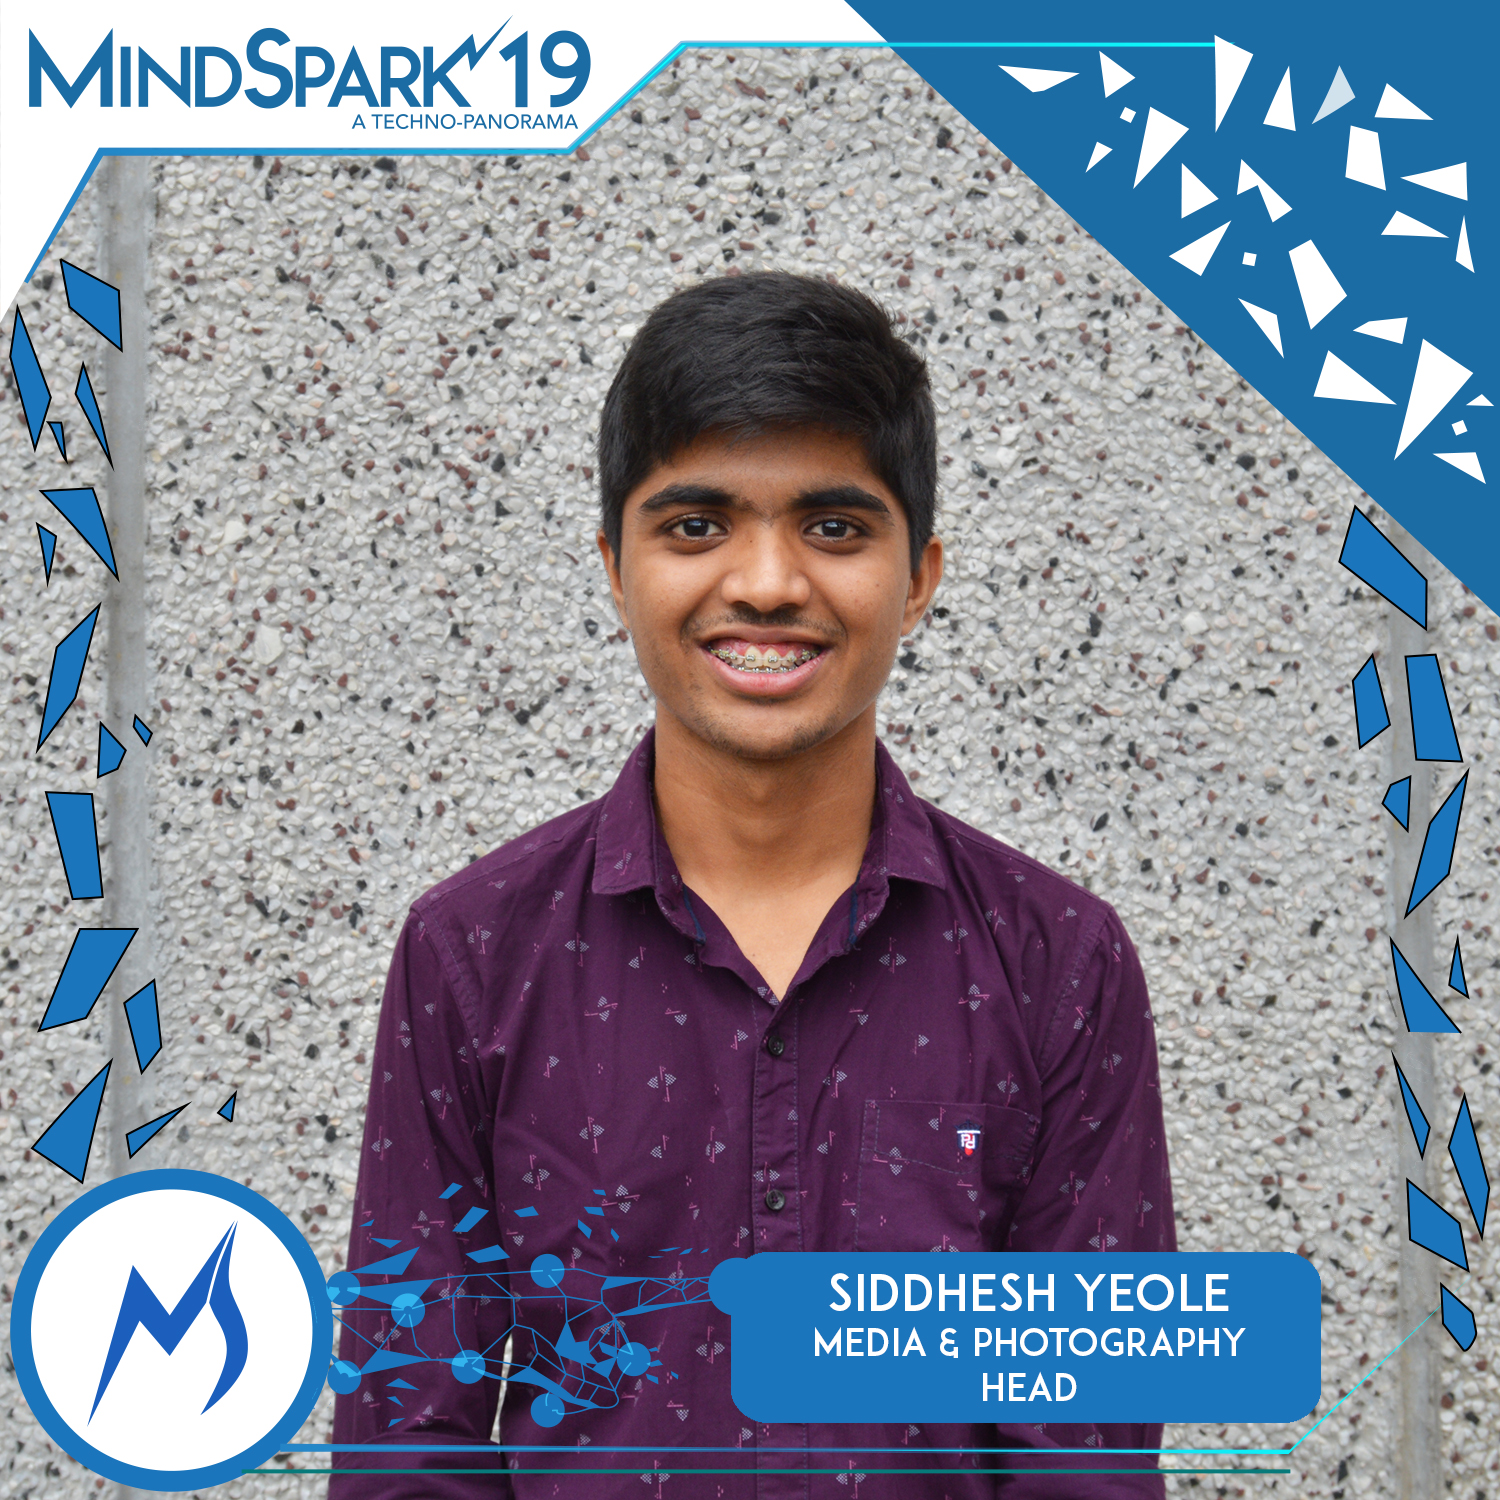 MINDSPARK'19
A TECHNO-PANORAMA
SIDDHESH YEOLE
MEDIA & PHOTOGRAPHY
HEAD